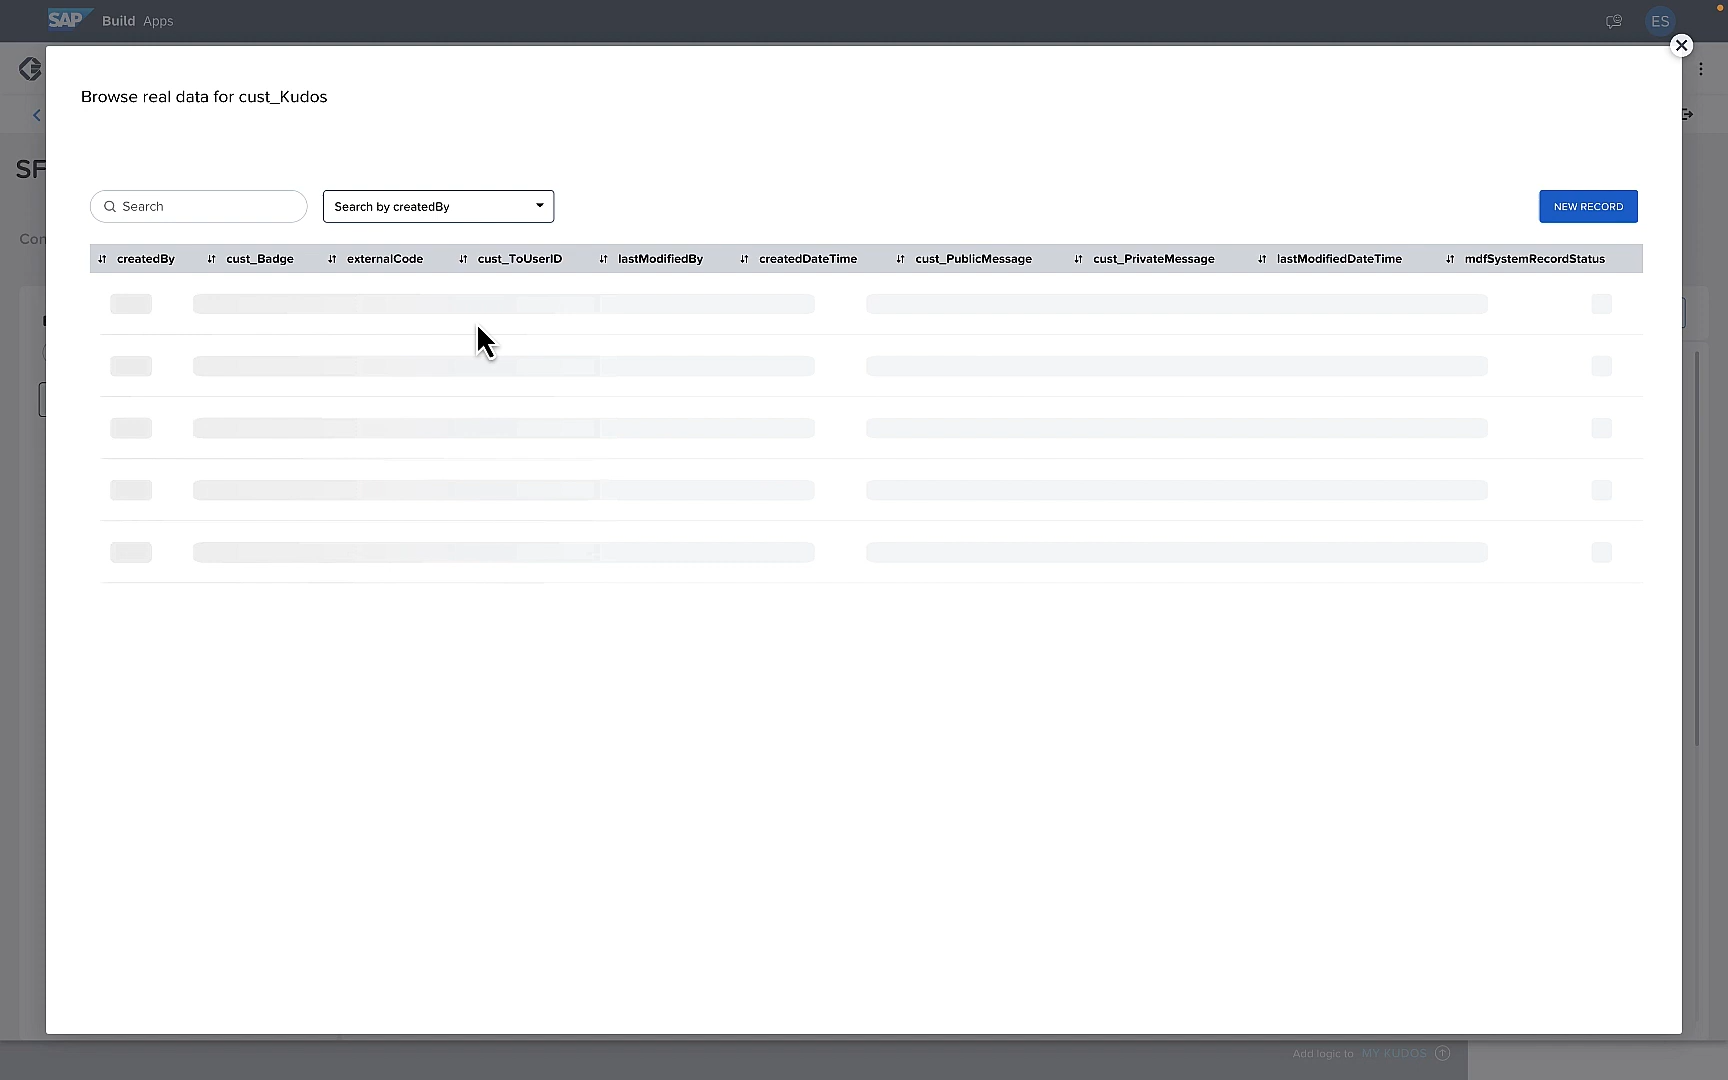 SAP Build Apps
ES
Browse real data for cust_Kudos
SF
Search
Search by createdBy
NEW RECORD
Con
createdBy cust_Badge externalCode cust_ToUserID lastModifiedBy createdDateTime cust_PublicMessage cust_PrivateMessage lastModifiedDateTime mdfSystemRecordStatus
Add logic to MY KUDOS